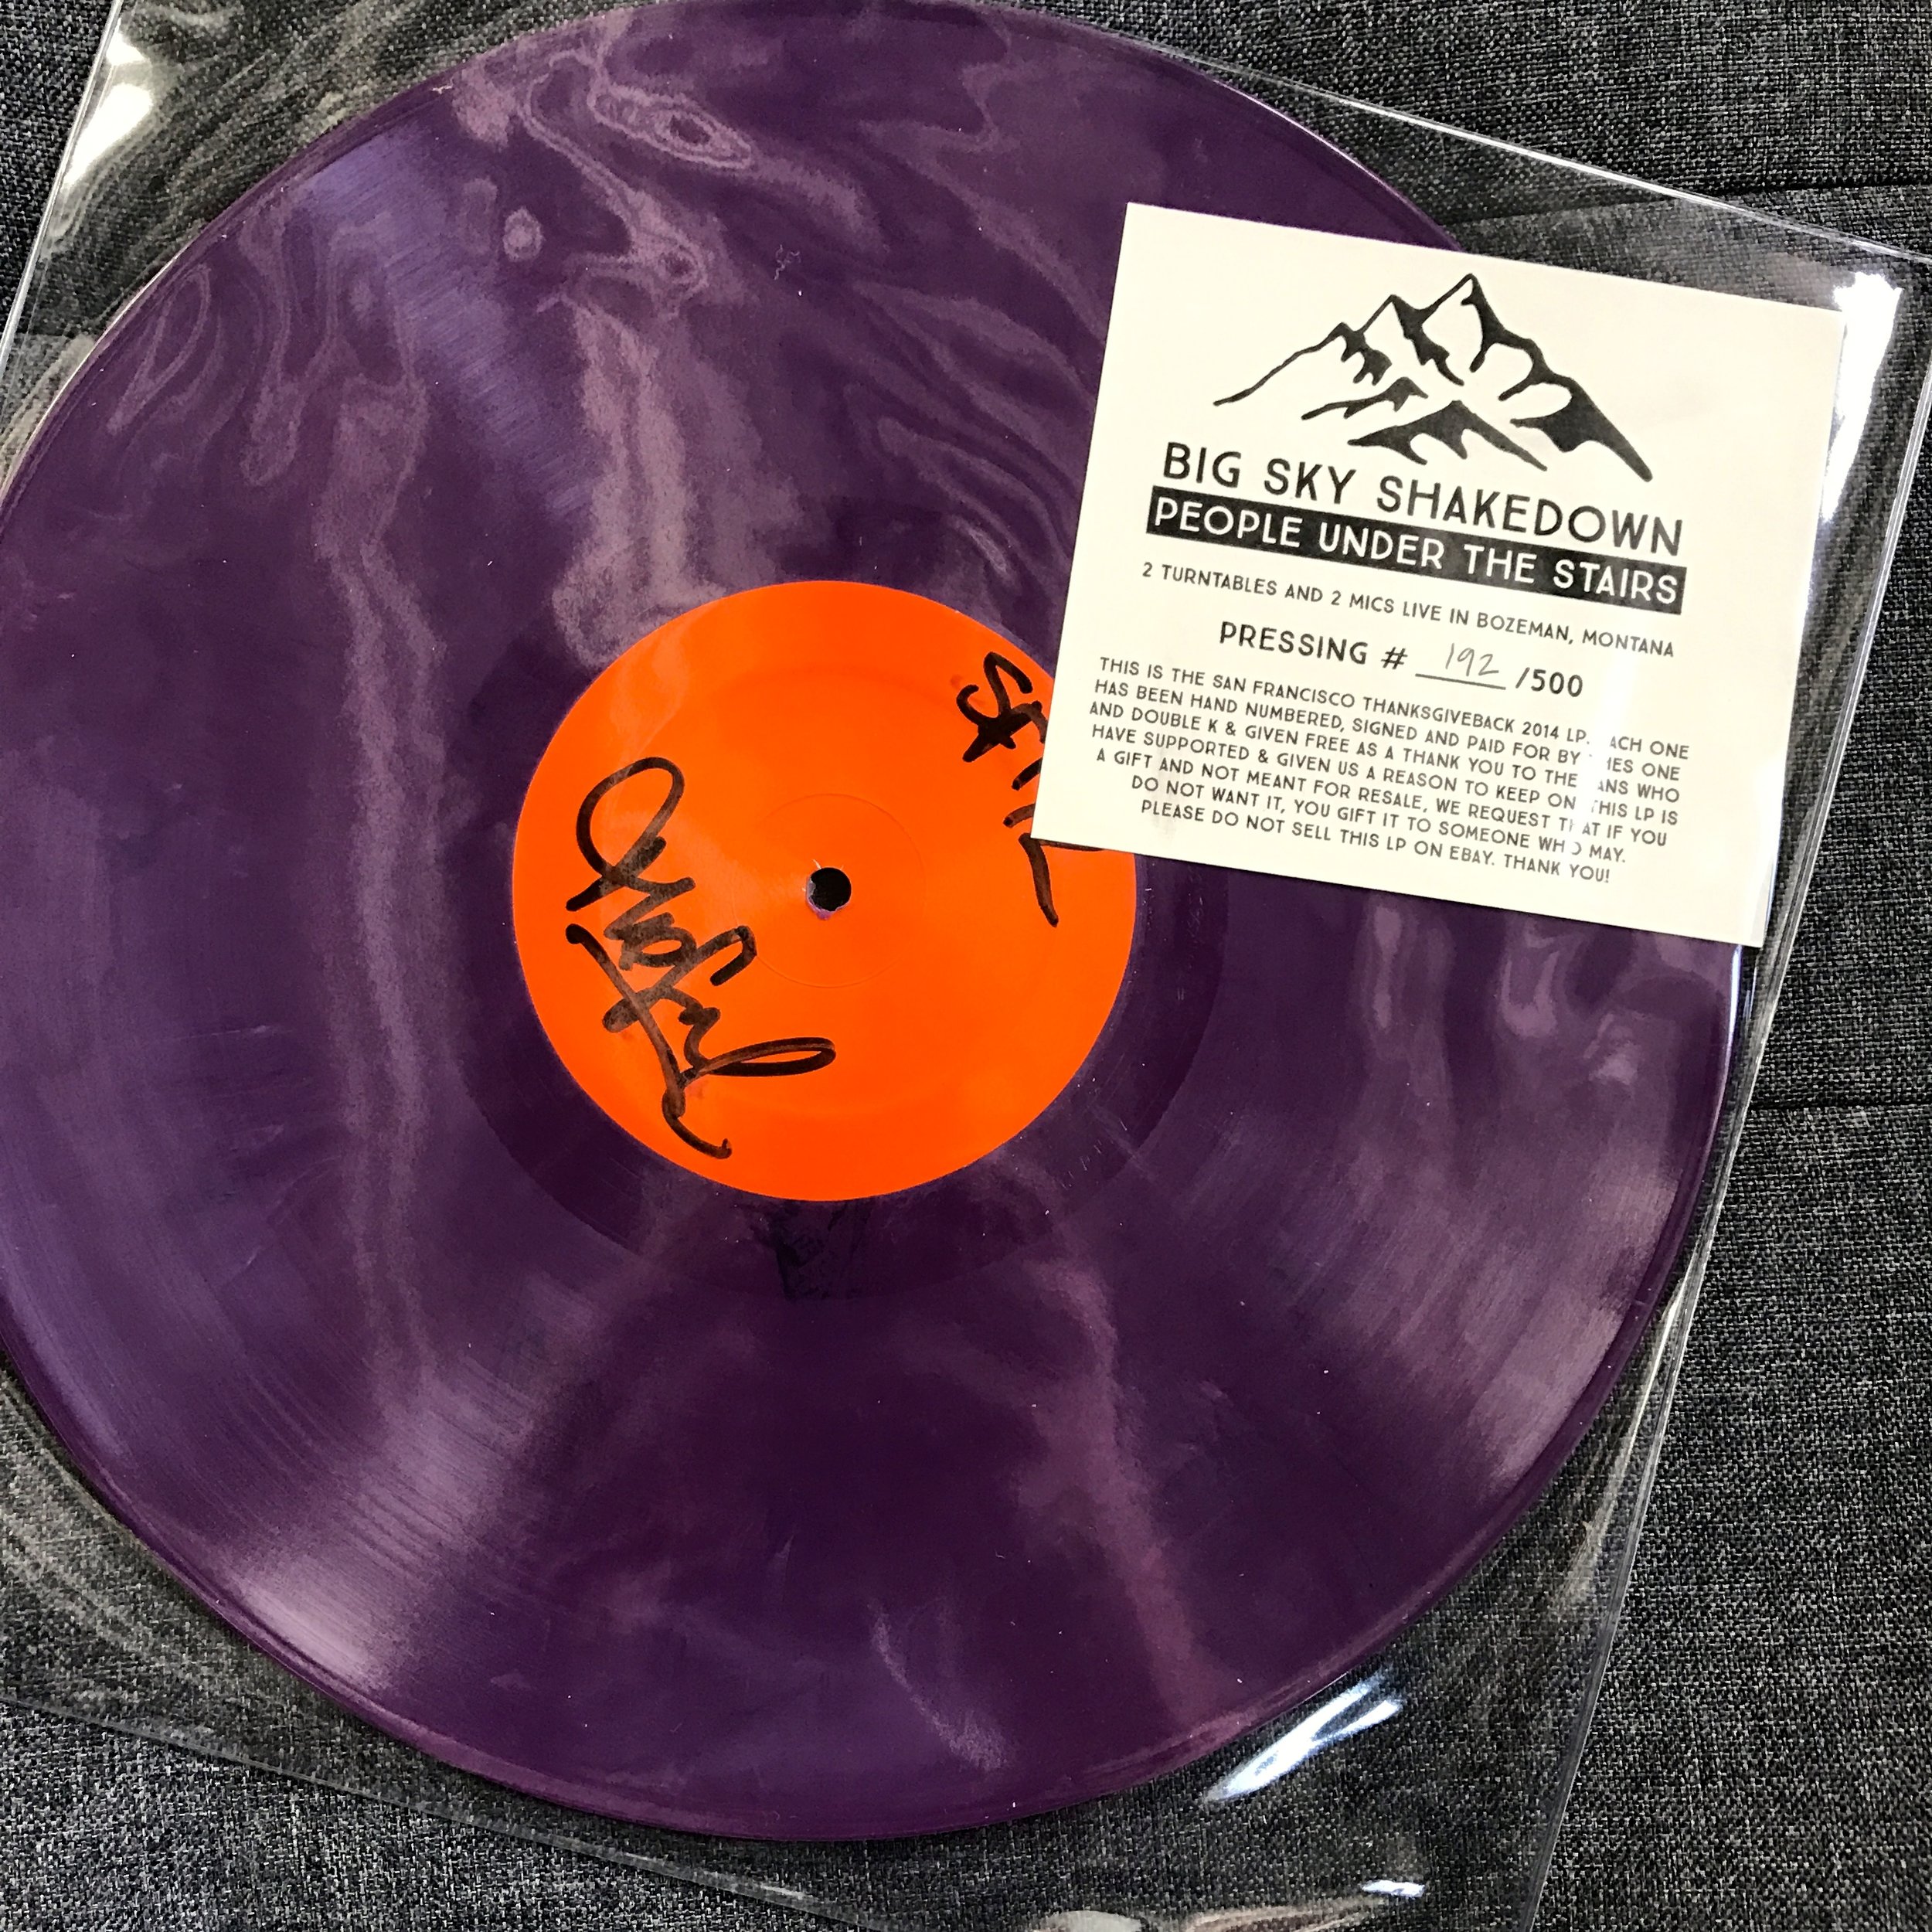 BIG SKY SHAKEDOWN
PEOPLE UNDER THE STAIRS
2 TURNTABLES AND 2 MICS LIVE IN BOZEMAN, MONTANA
PRESSING # 192 /500
THIS IS THE SAN FRANCISCO THANKSGIVEBACK 2014 LP. EACH ONE
HAS BEEN HAND NUMBERED, SIGNED AND PAID FOR BY THES ONE
AND DOUBLE K & GIVEN FREE AS A THANK YOU TO THE FANS WHO
HAVE SUPPORTED & GIVEN US A REASON TO KEEP ON. THIS LP IS
A GIFT AND NOT MEANT FOR RESALE, WE REQUEST THAT IF YOU
DO NOT WANT IT, YOU GIFT IT TO SOMEONE WHO MAY.
PLEASE DO NOT SELL THIS LP ON EBAY. THANK YOU!